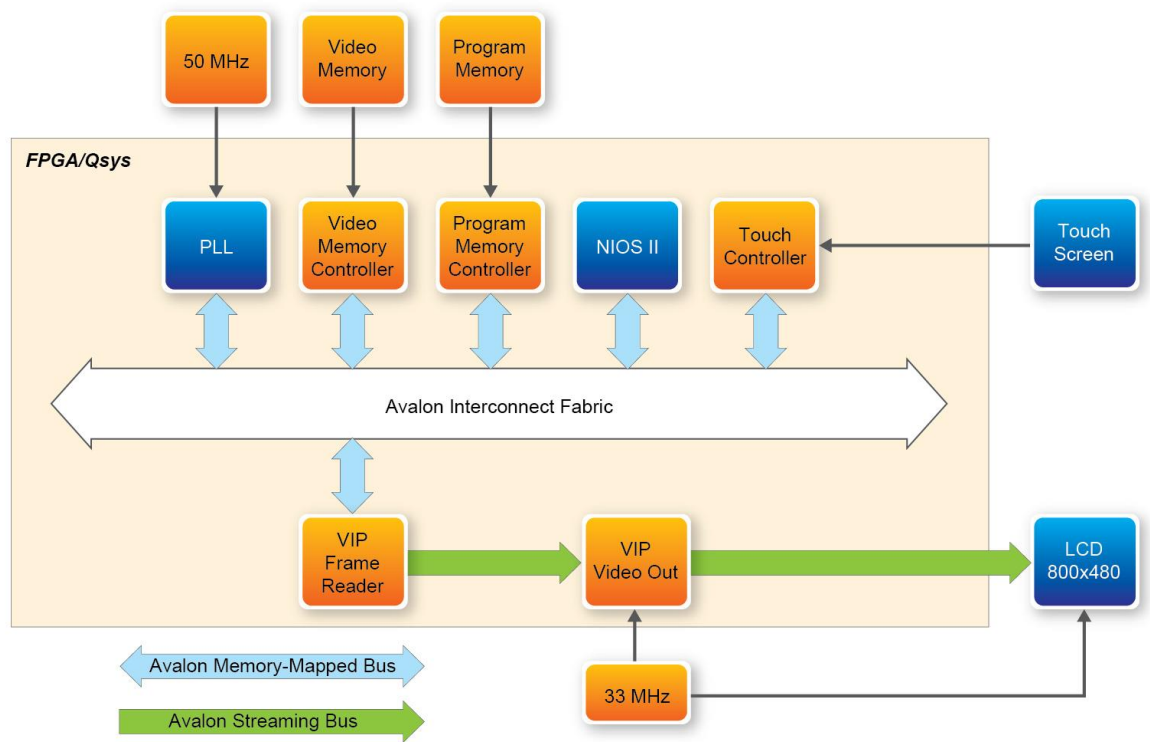 50 MHz
Video
Memory
Program
Memory
FPGA/Qsys
PLL
Video
Memory
Controller
Program
Memory
Controller
NIOS II
Touch
Controller
Touch
Screen
Avalon Interconnect Fabric
VIP
Frame
Reader
VIP
Video Out
LCD
800x480
Avalon Memory-Mapped Bus
33 MHz
Avalon Streaming Bus